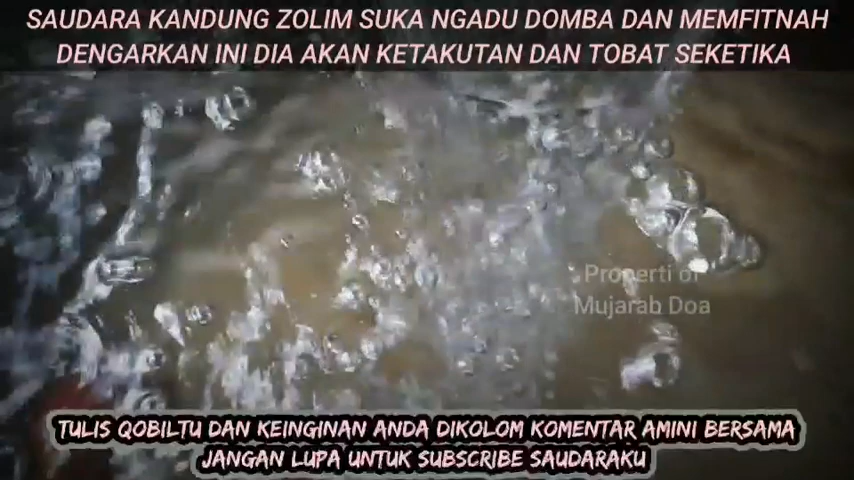 SAUDARA KANDUNG ZOLIM SUKA NGADU DOMBA DAN MEMFITNAH
DENGARKAN INI DIA AKAN KETAKUTAN DAN TOBAT SEKETIKA
Properti of
Mujarab Doa
TULIS QOBILTU DAN KEINGINAN ANDA DIKOLOM KOMENTAR AMINI BERSAMA
JANGAN LUPA UNTUK SUBSCRIBE SAUDARAKU